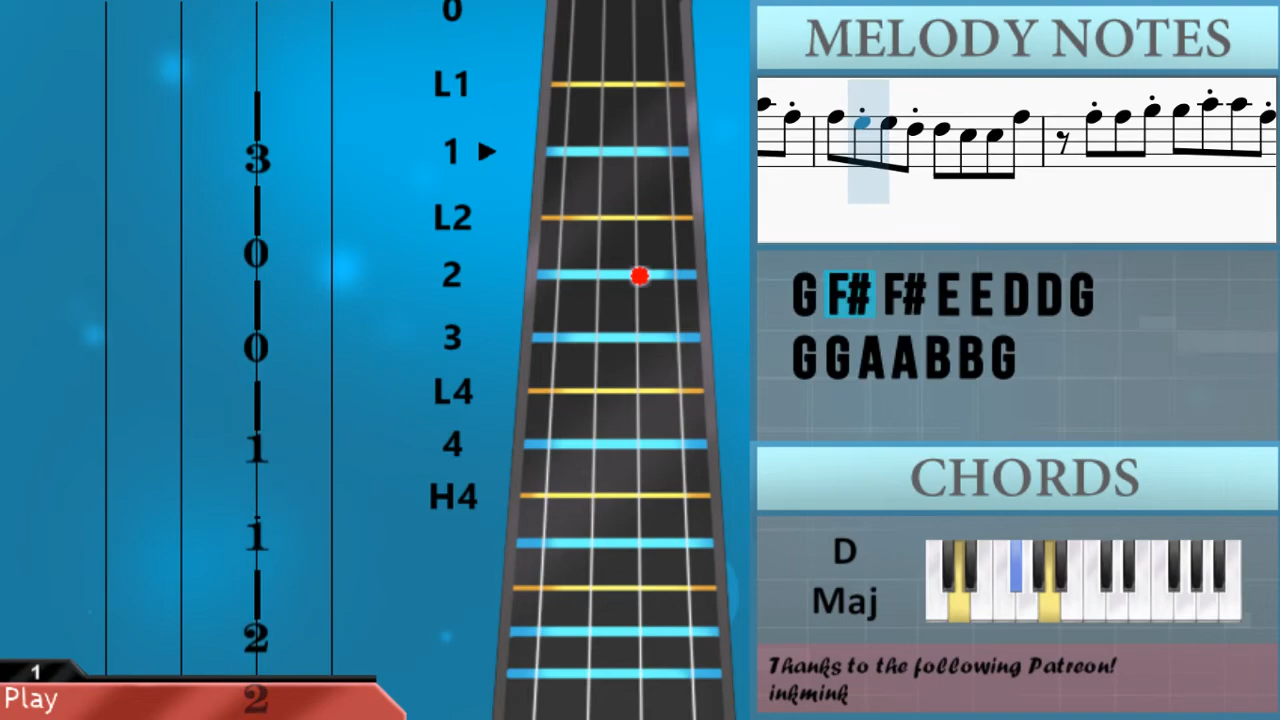 3
0
0
1
1
2
2
1
Play
0
L1
1 ►
L2
2
3
L4
4
H4
MELODY NOTES
G F# F# E E D D G
G G A A B B G
CHORDS
D
Maj
Thanks to the following Patreon!
inkmink